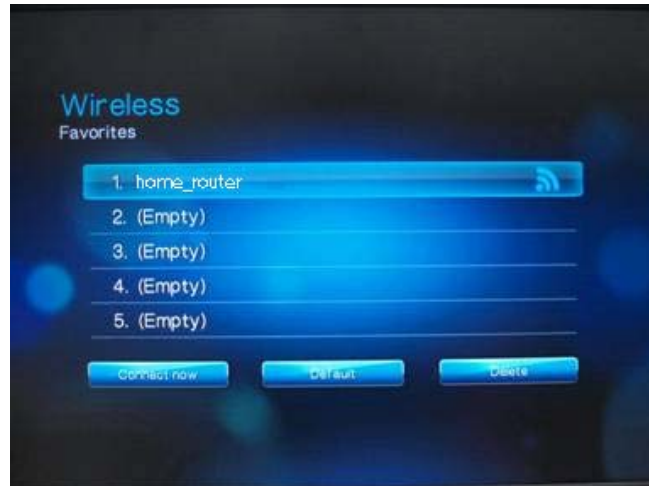 Wireless
Favorites
1. home_router
2. (Empty)
3. (Empty)
4. (Empty)
5. (Empty)
Connect now Default Delete